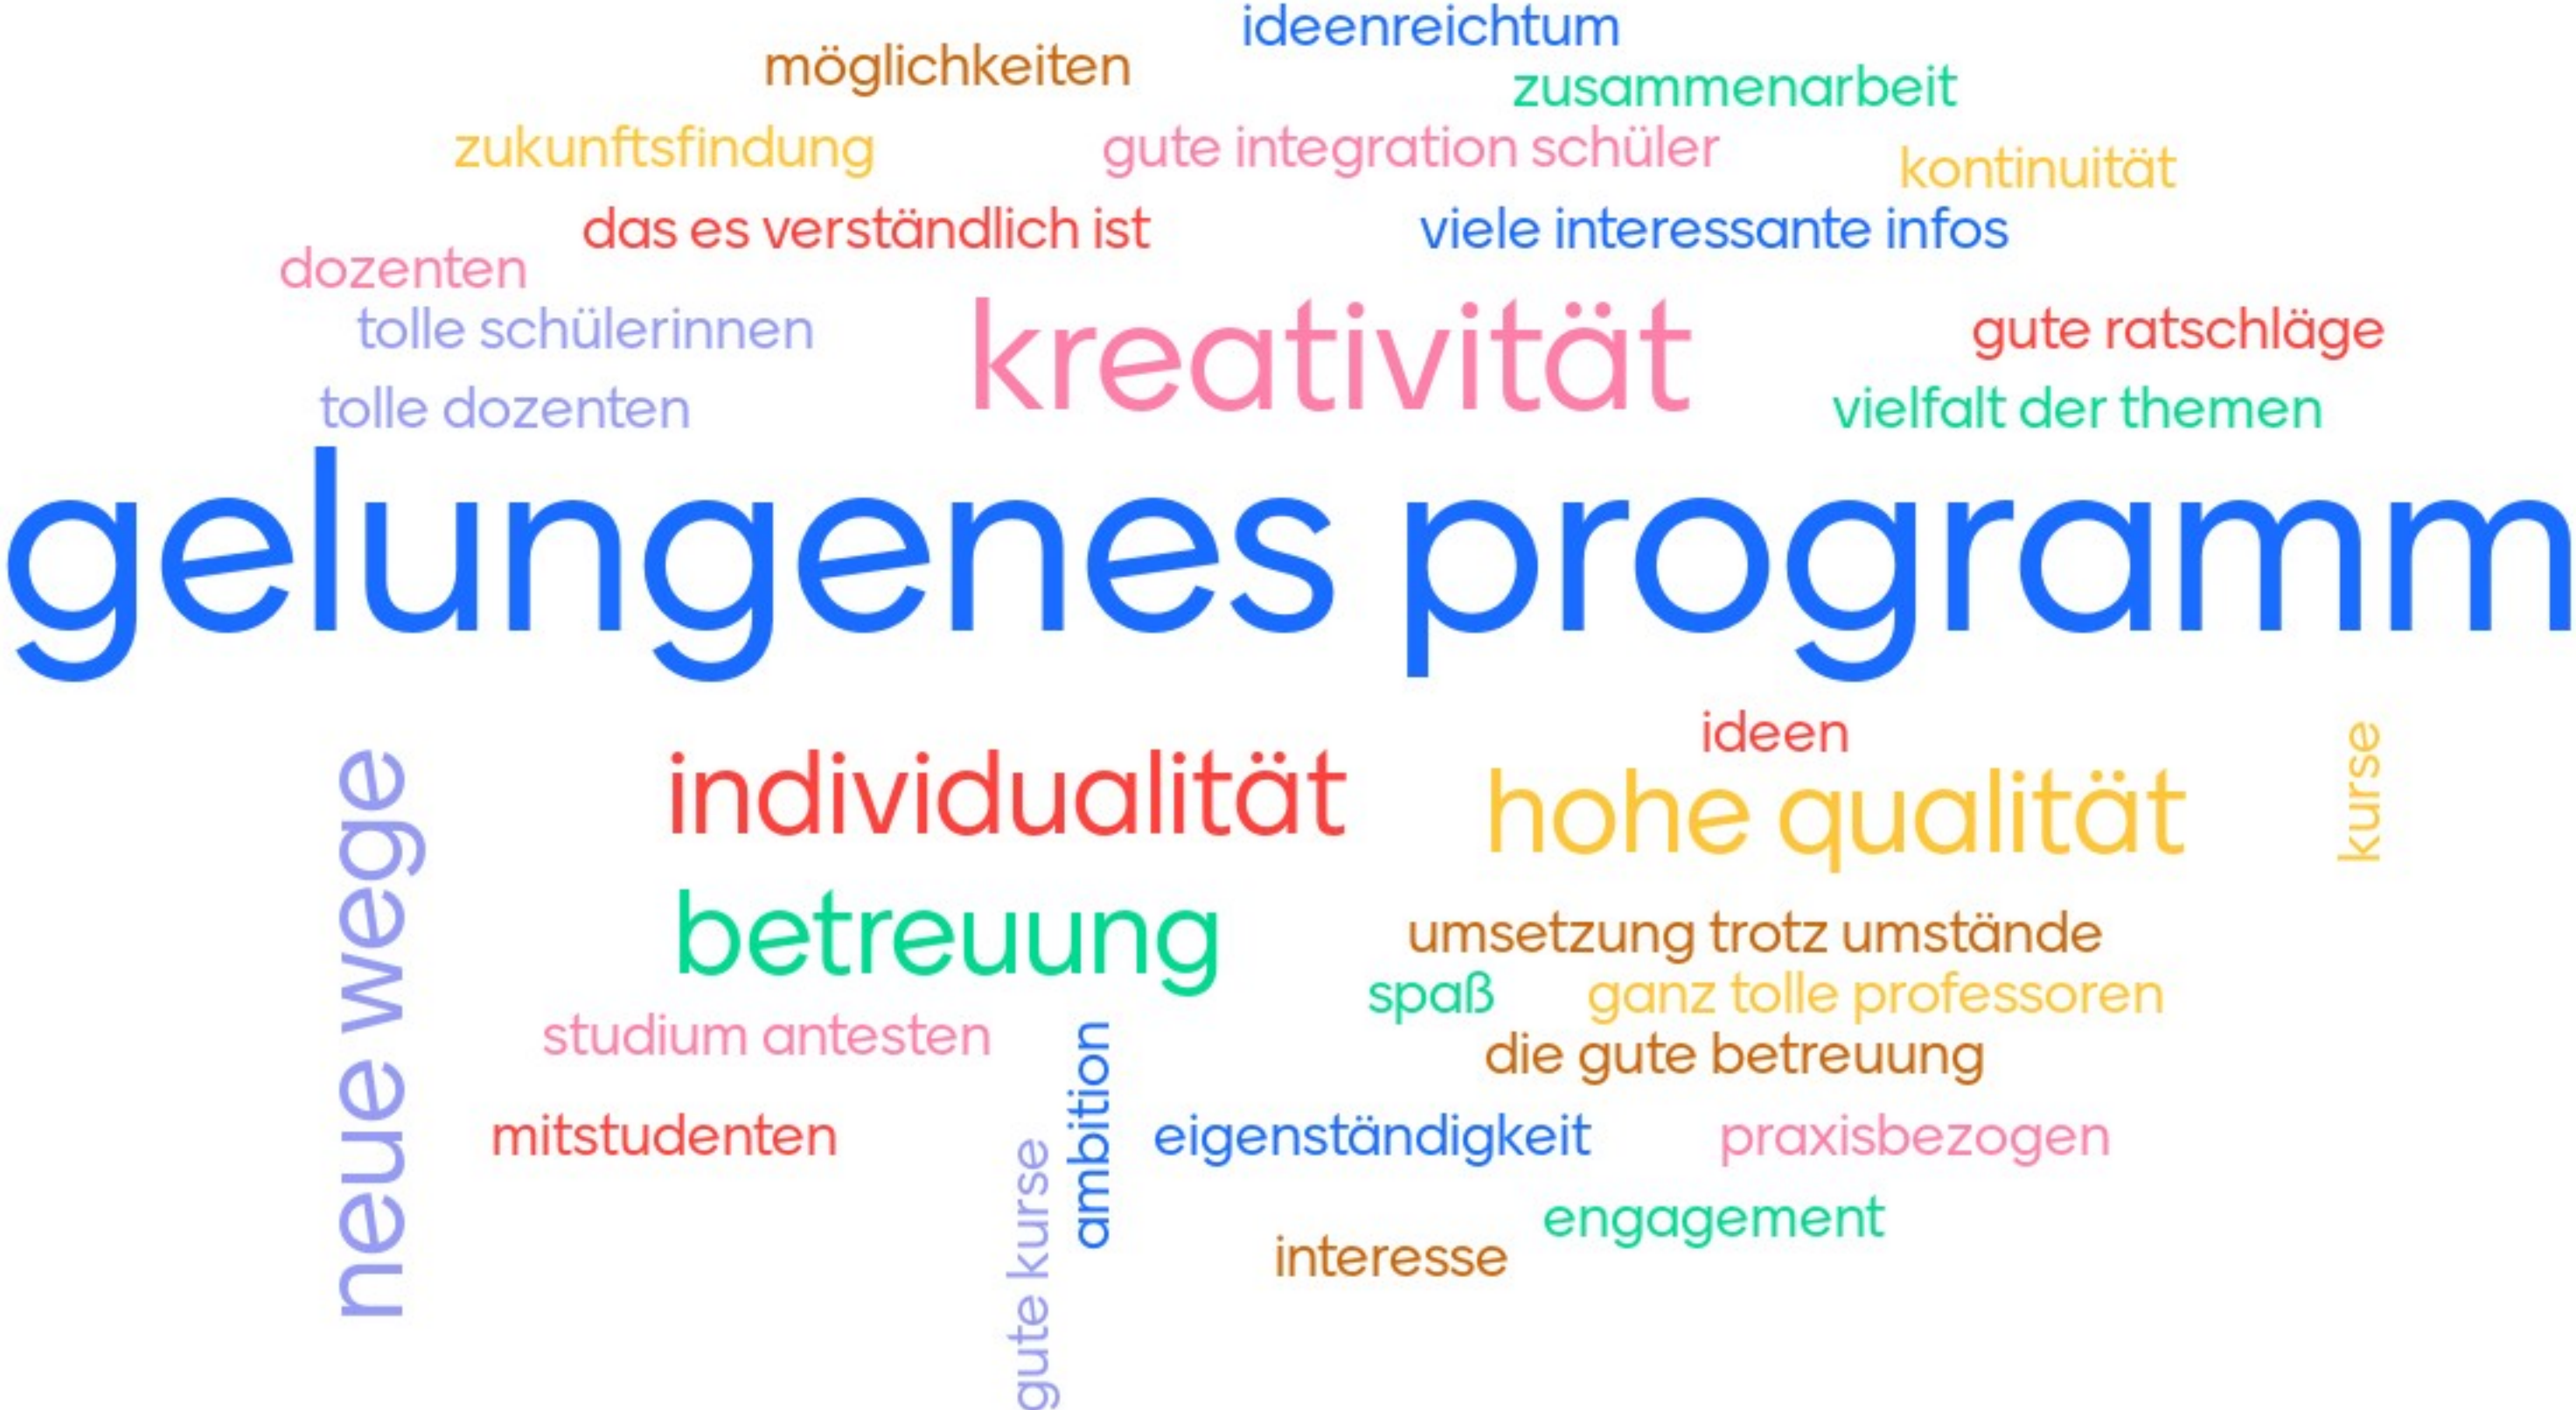 ideenreichtum
möglichkeiten
zusammenarbeit
zukunftsfindung
gute integration schüler
kontinuität
das es verständlich ist
viele interessante infos
dozenten
tolle schülerinnen
kreativität
gute ratschläge
tolle dozenten
vielfalt der themen
gelungenes programm
neue wege
individualität
ideen
hohe qualität
kurse
betreuung
umsetzung trotz umstände
spaß
ganz tolle professoren
studium antesten
die gute betreuung
mitstudenten
gute kurse
ambition
eigenständigkeit
praxisbezogen
engagement
interesse